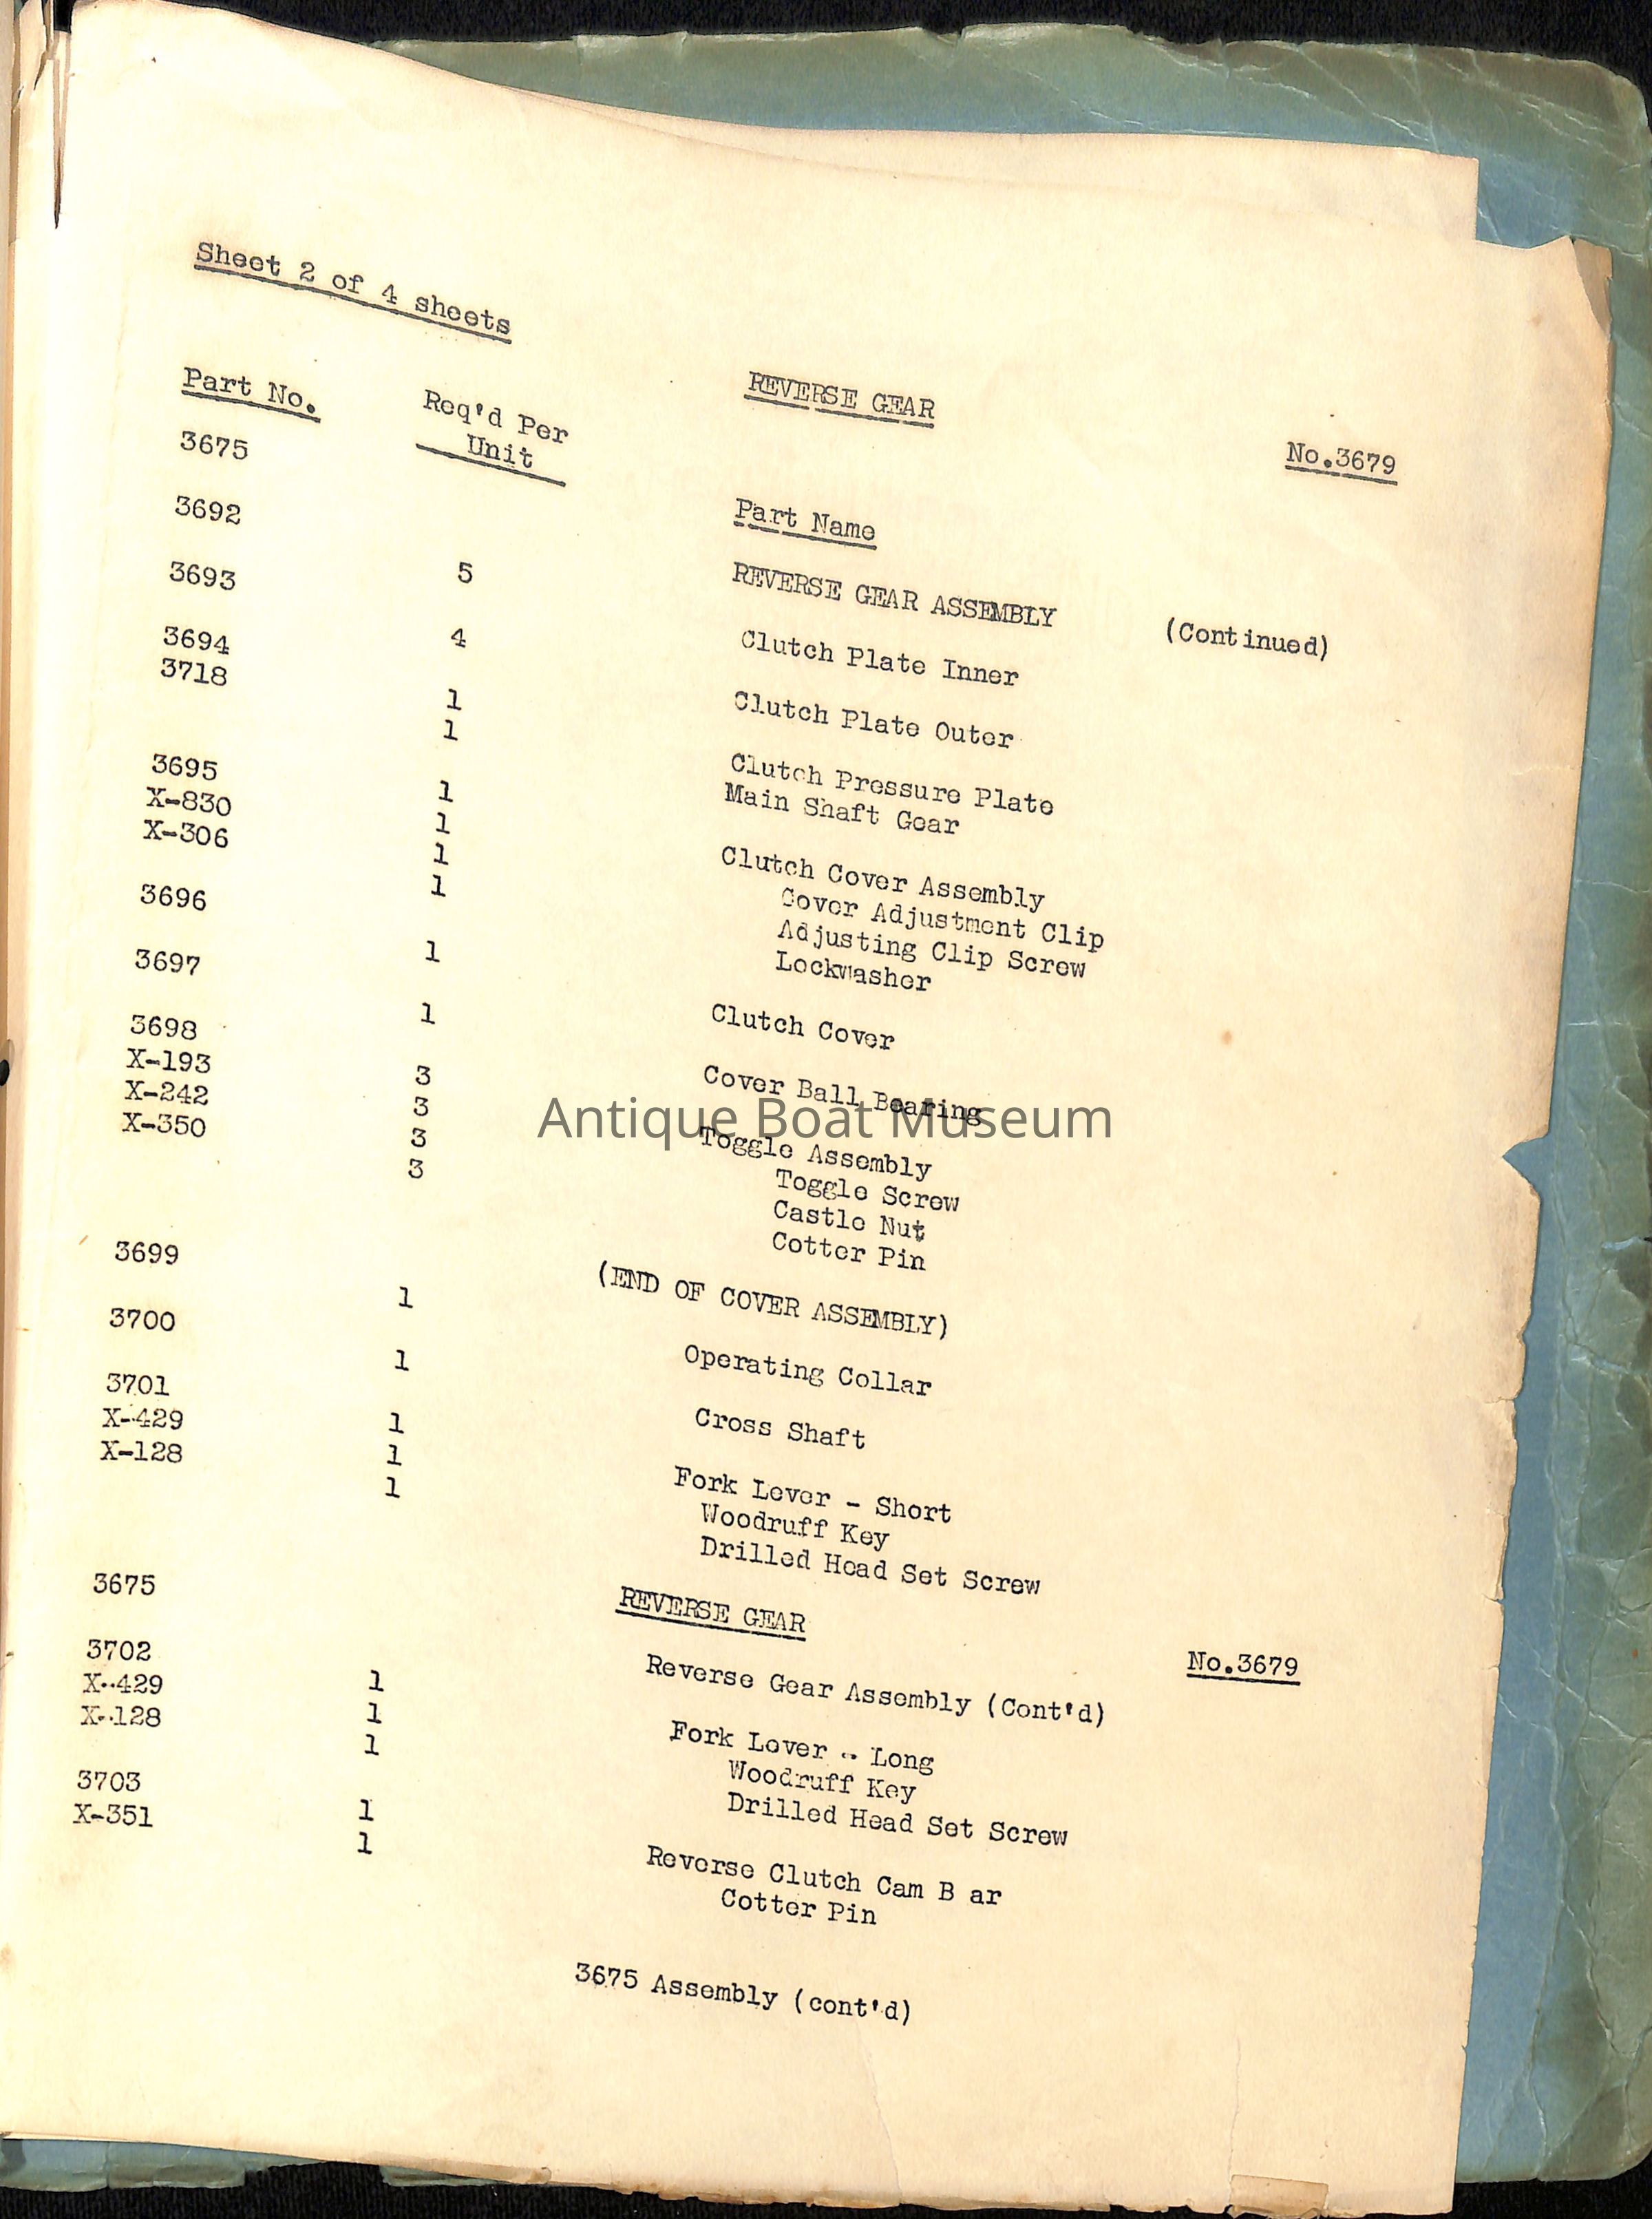 Sheet 2 of 4 sheets
REVERSE GEAR No.3679
Part No. Req'd Per
Unit Part Name
3675 REVERSE GEAR ASSEMBLY (Continued)
3692 5 Clutch Plate Inner
3693 4 Clutch Plate Outer
3694 1 Clutch Pressure Plate
3718 1 Main Shaft Gear
3695 1 Clutch Cover Assembly
X-830 1 Cover Adjustment Clip
X-306 1 Adjusting Clip Screw
1 Lockwasher
3696 1 Clutch Cover
3697 1 Cover Ball Bearing
Antique Boat Museum
3698 3 Toggle Assembly
X-193 3 Toggle Screw
X-242 3 Castle Nut
X-350 3 Cotter Pin
(END OF COVER ASSEMBLY)
3699 1 Operating Collar
3700 1 Cross Shaft
3701 1 Fork Lever - Short
X-429 1 Woodruff Key
X-128 1 Drilled Head Set Screw
REVERSE GEAR No.3679
3675 Reverse Gear Assembly (Cont'd)
3702 1 Fork Lever - Long
X-429 1 Woodruff Key
X-128 1 Drilled Head Set Screw
3703 1 Reverse Clutch Cam B ar
X-351 1 Cotter Pin
3675 Assembly (cont'd)